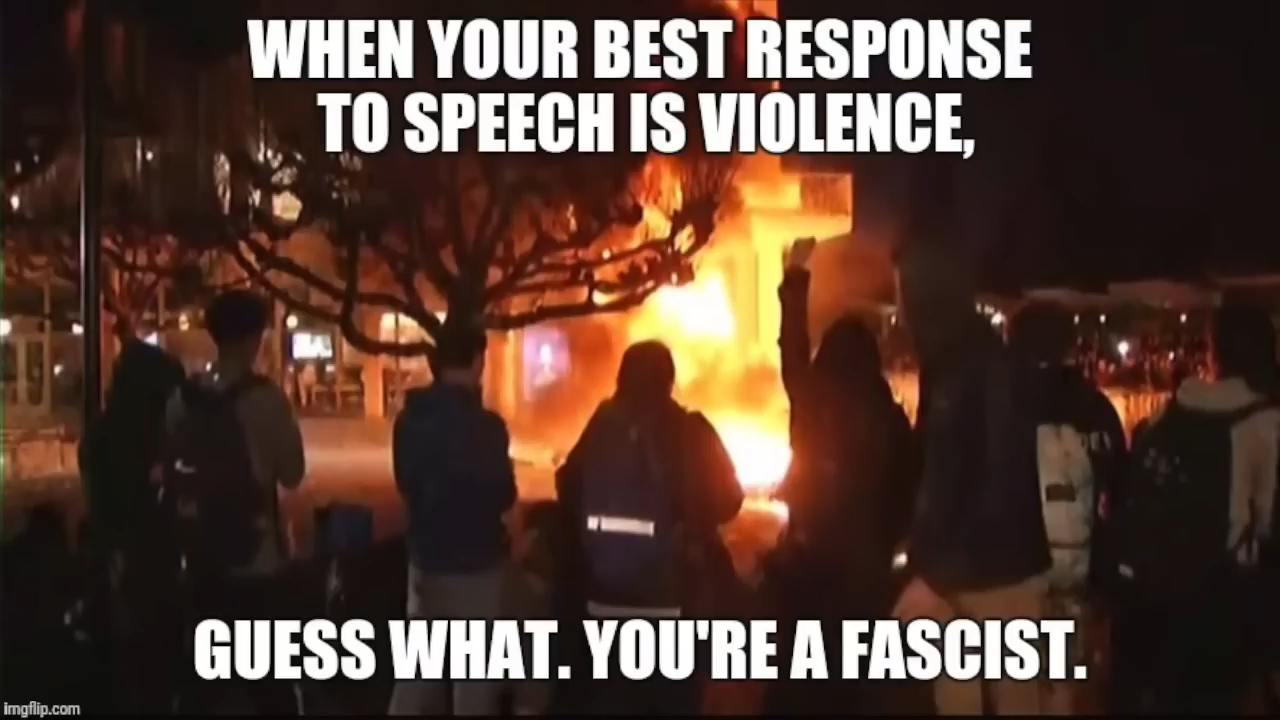 WHEN YOUR BEST RESPONSE
TO SPEECH IS VIOLENCE,
GUESS WHAT. YOU'RE A FASCIST.
imgflip.com